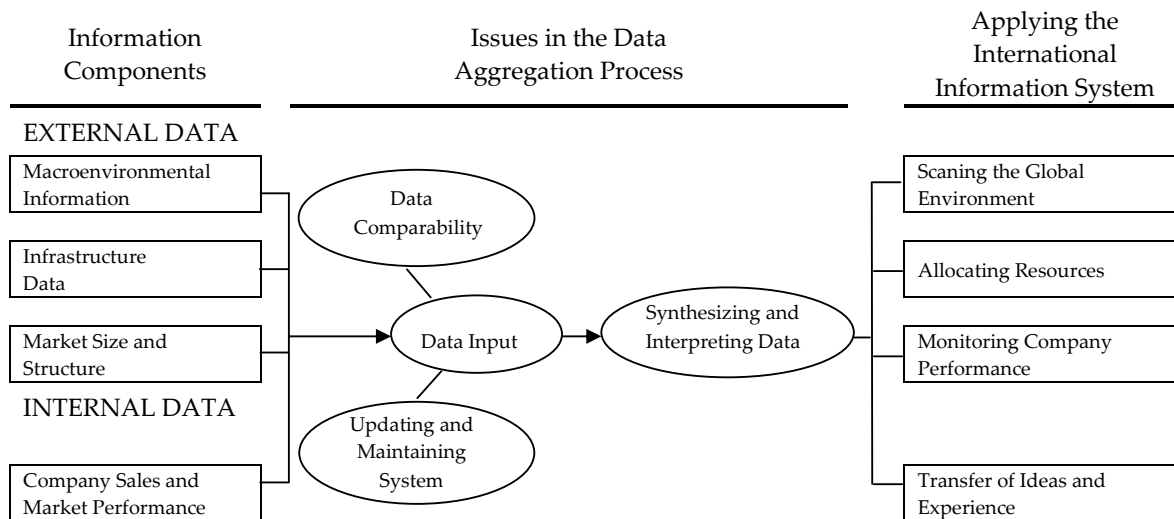 Information
Components
Issues in the Data
Aggregation Process
Applying the
International
Information System
EXTERNAL DATA
Macroenvironmental
Information
Infrastructure
Data
Market Size and
Structure
INTERNAL DATA
Company Sales and
Market Performance
Data
Comparability
Data Input
Updating and
Maintaining
System
Synthesizing and
Interpreting Data
Scaning the Global
Environment
Allocating Resources
Monitoring Company
Performance
Transfer of Ideas and
Experience